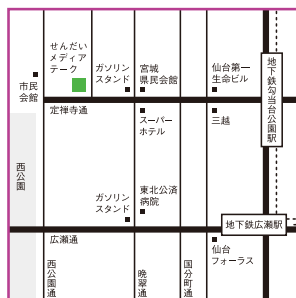 せんだい
メディア
テーク
ガソリン
スタンド
宮城
県民会館
仙台第一
生命ビル
地下鉄勾当台公園駅
市民
会館
定禅寺通
スーパー
ホテル
三越
西公園
ガソリン
スタンド
東北公済
病院
地下鉄広瀬駅
広瀬通
仙台
フォーラス
西公園通
晩翠通
国分町通